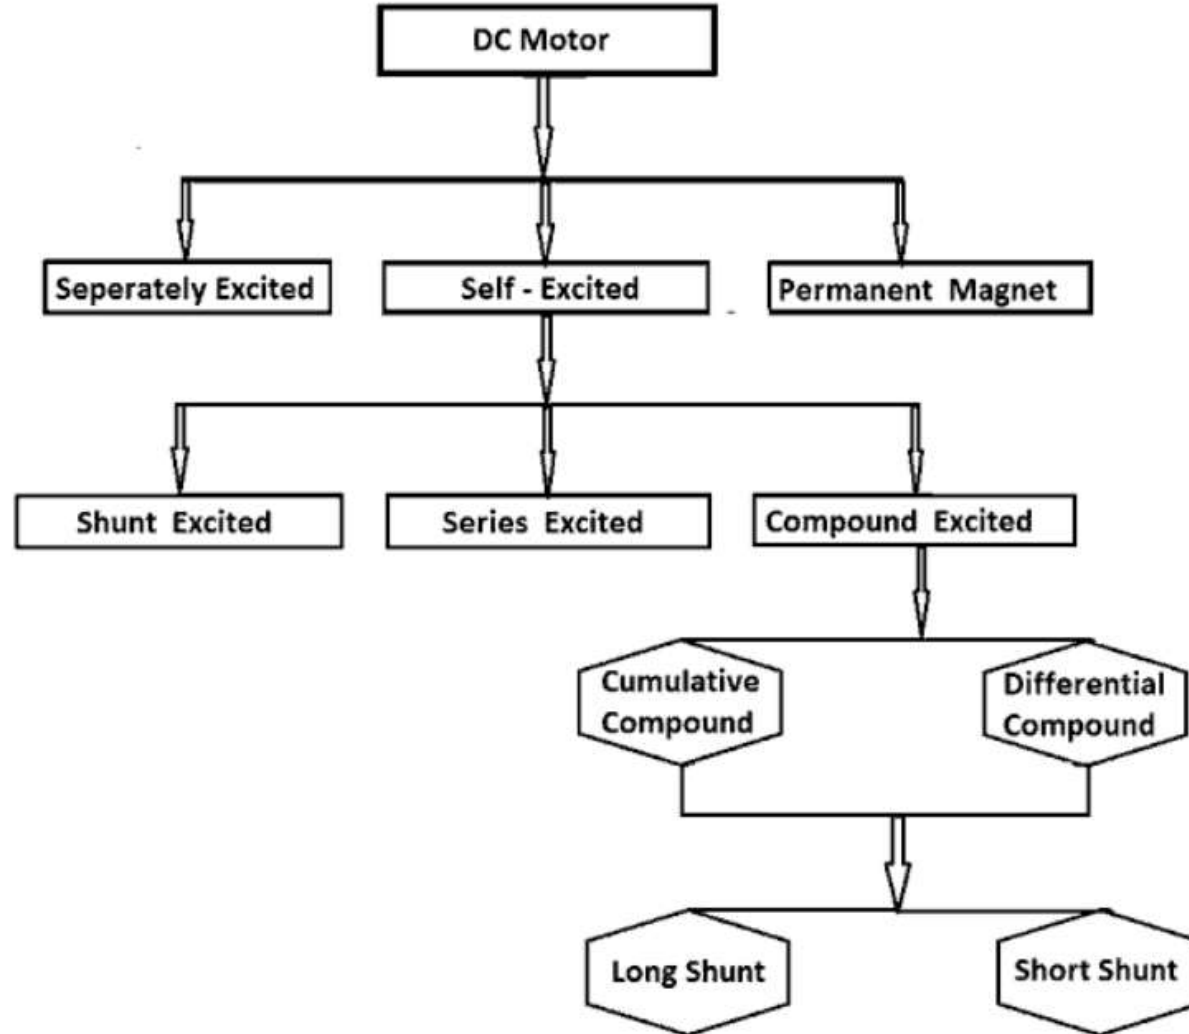 DC Motor
Seperately Excited
Self - Excited
Permanent Magnet
Shunt Excited
Series Excited
Compound Excited
Cumulative
Compound
Differential
Compound
Long Shunt
Short Shunt